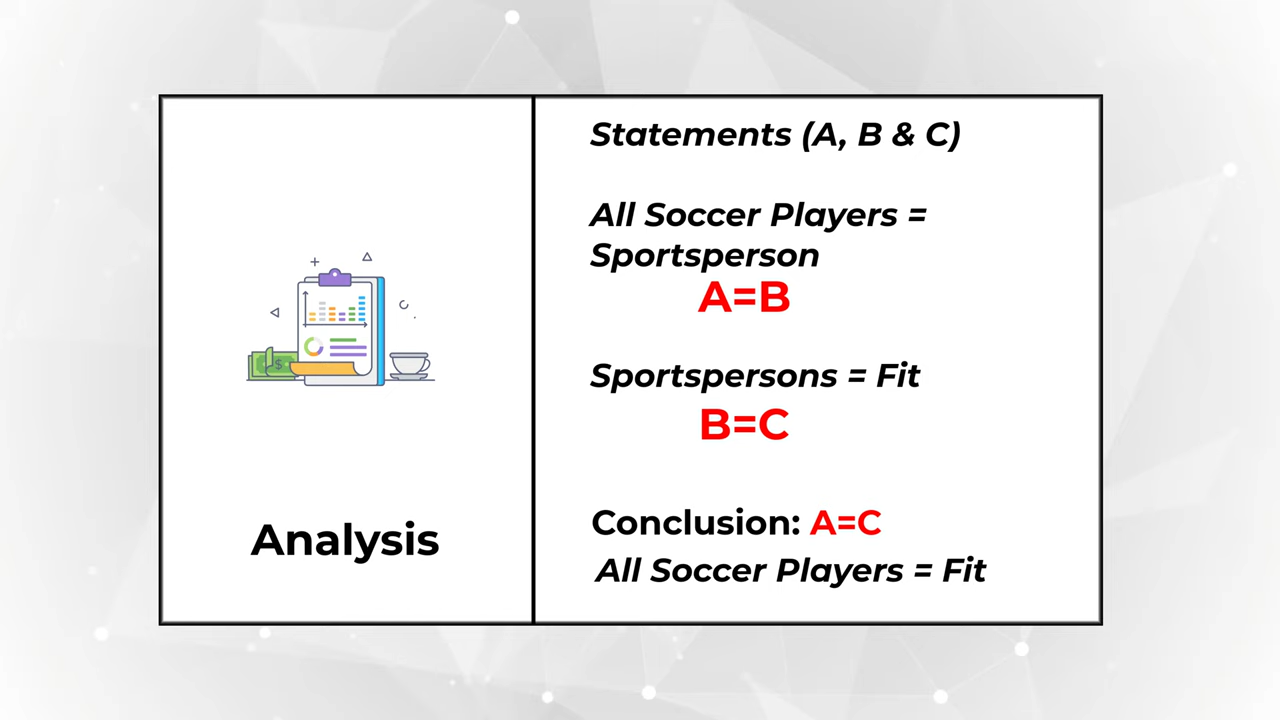 Statements (A, B & C)
All Soccer Players =
Sportsperson
A=B
Sportspersons = Fit
B=C
Conclusion: A=C
All Soccer Players = Fit
Analysis